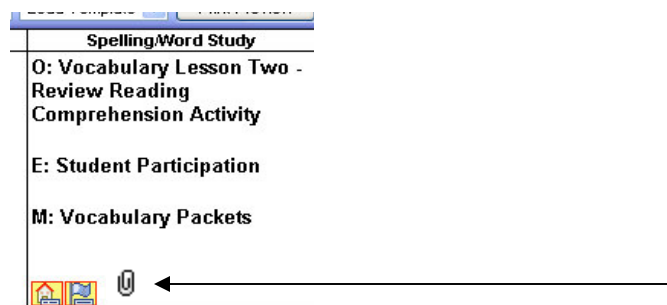 Spelling/Word Study
O: Vocabulary Lesson Two -
Review Reading
Comprehension Activity
E: Student Participation
M: Vocabulary Packets